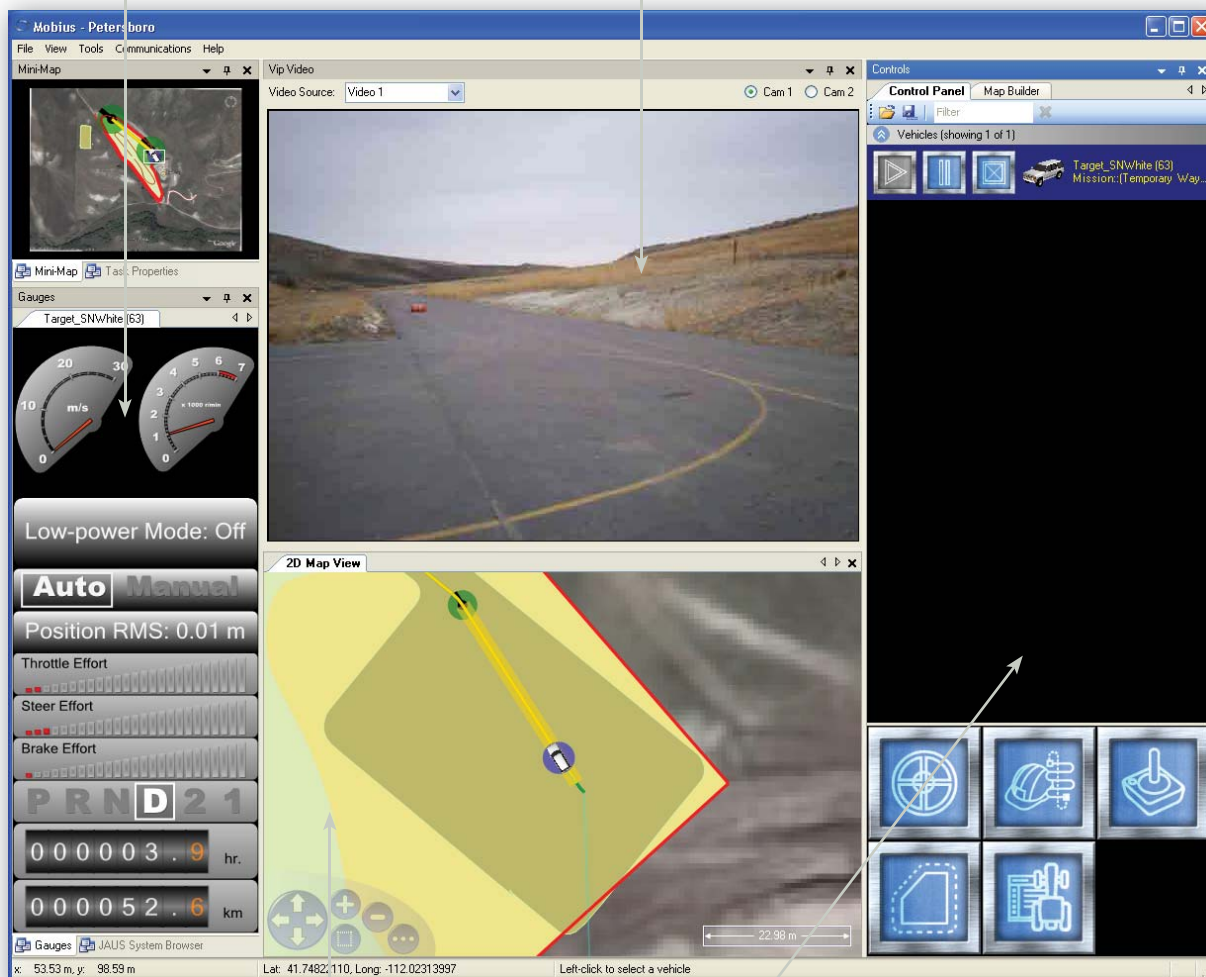 Mobius - Petersboro
File View Tools Communications Help
Mini-Map
Google
Mini-Map Task Properties
Gauges
Target_SNWhite (63)
0 10 20 30
m/s
0 1 2 3 4 5 6 7
x 1000 r/min
Low-power Mode: Off
Auto Manual
Position RMS: 0.01 m
Throttle Effort
Steer Effort
Brake Effort
P R N D 2 1
000003.9 hr.
000052.6 km
Gauges JAUS System Browser
Vip Video
Video Source: Video 1 Cam 1 Cam 2
2D Map View
22.98 m
Controls
Control Panel Map Builder
Filter
Vehicles (showing 1 of 1)
Target_SNWhite (63)
Mission::(Temporary Way...
x: 53.53 m, y: 98.59 m Lat: 41.74822110, Long: -112.02313997 Left-click to select a vehicle